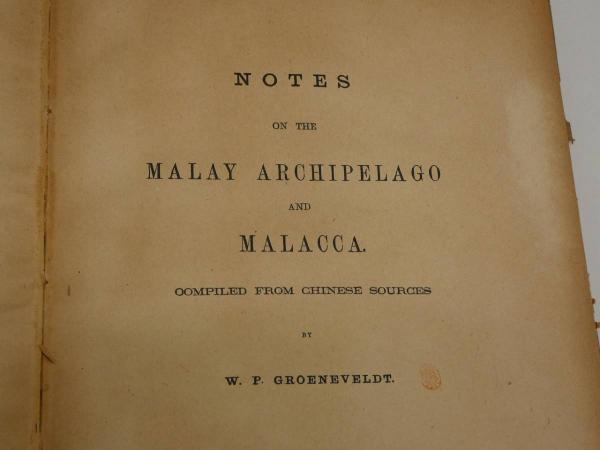 NOTES
ON THE
MALAY ARCHIPELAGO
AND
MALACCA.
COMPILED FROM CHINESE SOURCES
BY
W. P. GROENEVELDT.